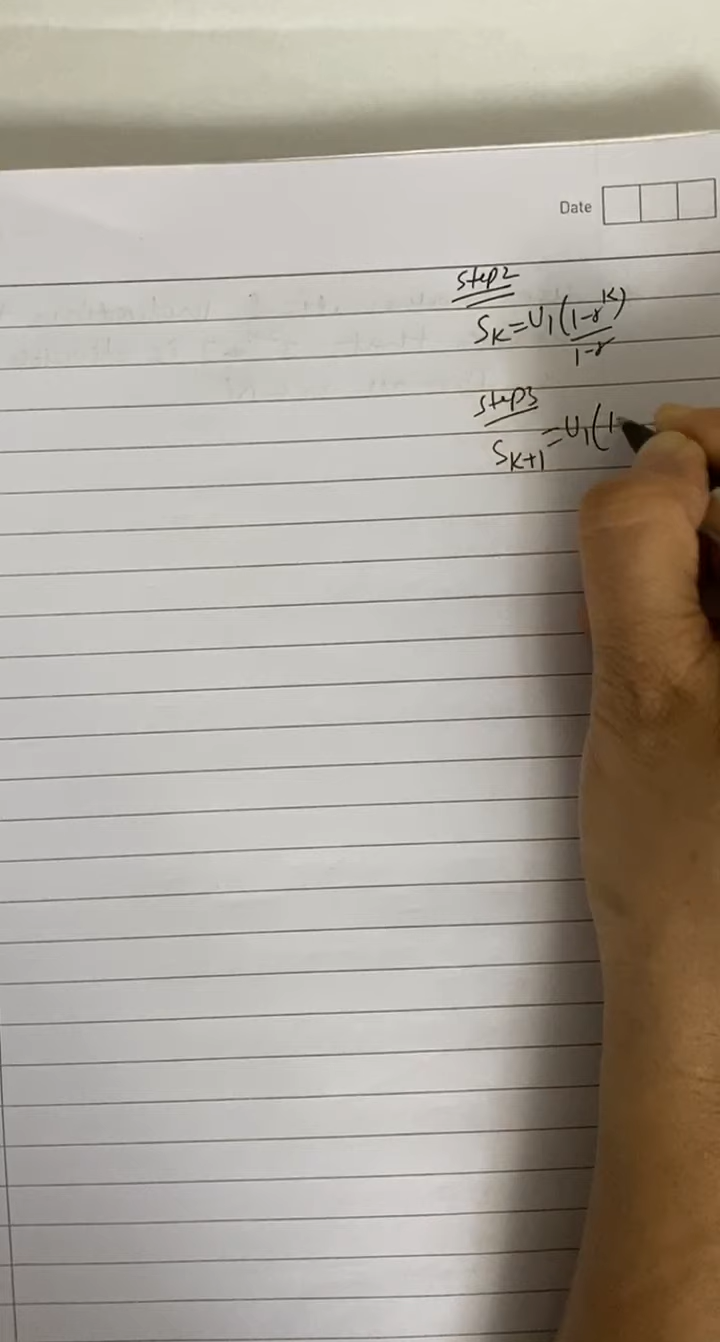 Date
Step2
Sk=U1(1-r^k)
1-r
Step3
Sk+1=U1(1-